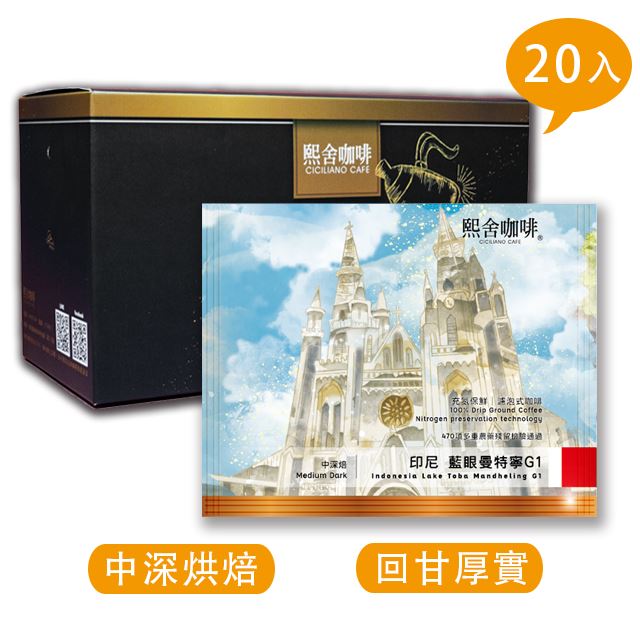 20入
熙舍咖啡
CICILIANO CAFE
熙舍咖啡®
CICILIANO CAFE
充氮保鮮｜濾泡式咖啡
100% Drip Ground Coffee
Nitrogen preservation technology
470項多重農藥殘留檢驗通過
中深焙
Medium Dark
印尼 藍眼曼特寧G1
Indonesia Lake Toba Mandheling G1
中深烘焙
回甘厚實